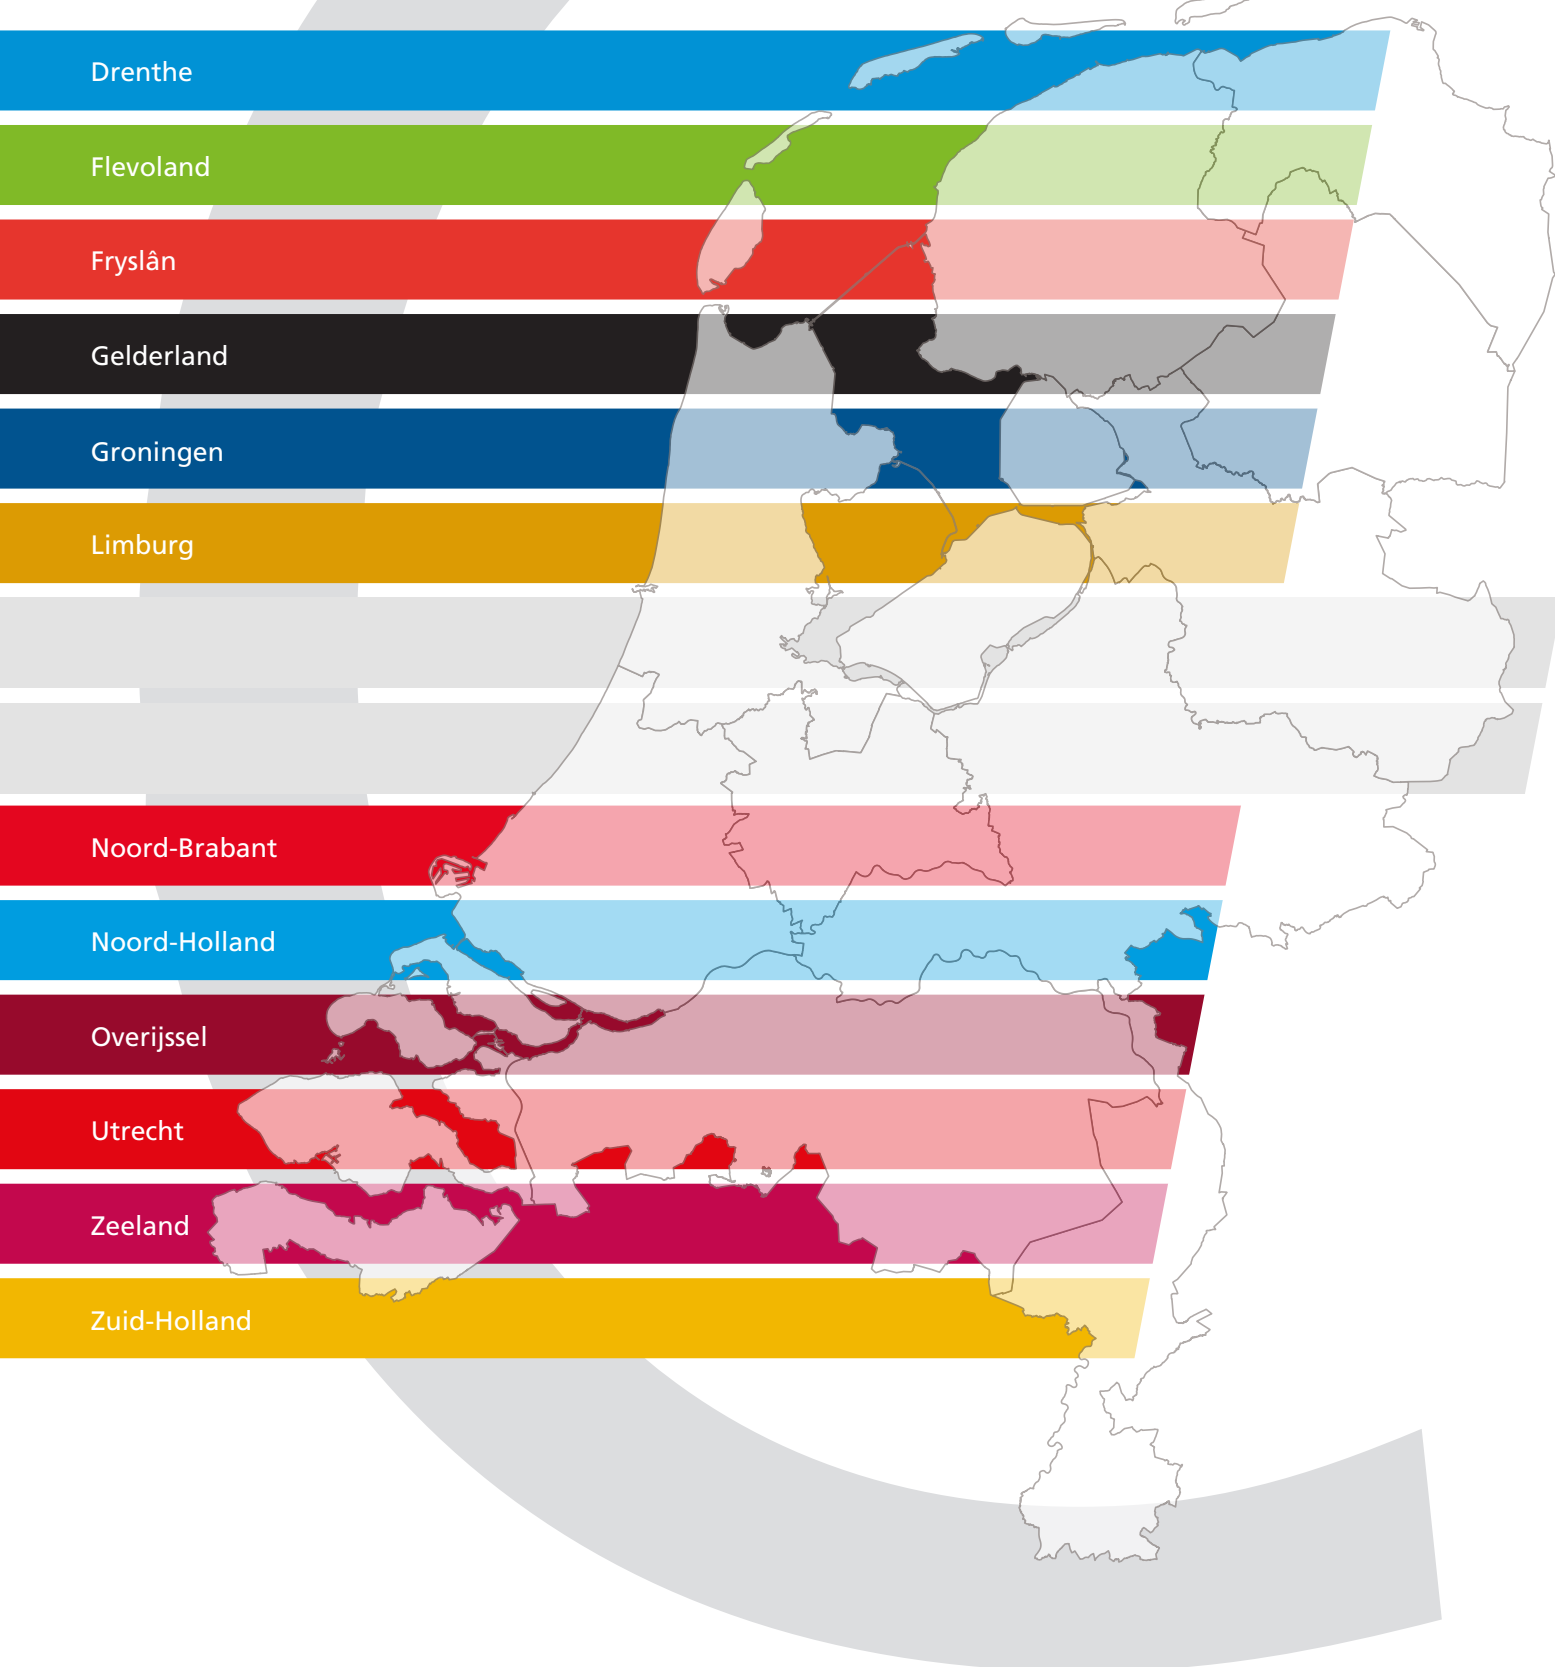 Drenthe
Flevoland
Fryslân
Gelderland
Groningen
Limburg
Noord-Brabant
Noord-Holland
Overijssel
Utrecht
Zeeland
Zuid-Holland